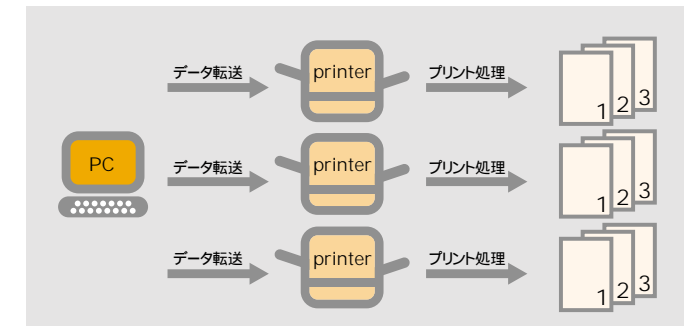 データ転送
printer
プリント処理
1 2 3
PC
データ転送
printer
プリント処理
1 2 3
データ転送
printer
プリント処理
1 2 3